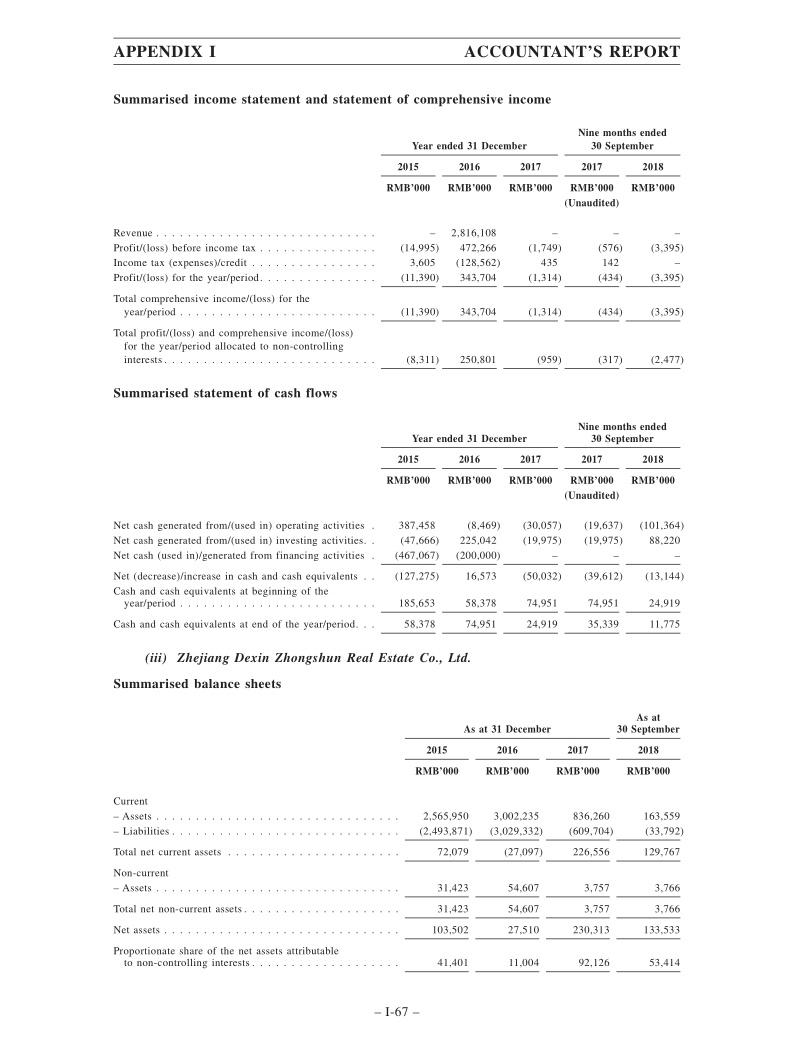 APPENDIX I ACCOUNTANT'S REPORT
Summarised income statement and statement of comprehensive income
Nine months ended
Year ended 31 December 30 September
2015 2016 2017 2017 2018
RMB'000 RMB'000 RMB'000 RMB'000 RMB'000
(Unaudited)
Revenue . . . . . . . . . . . . . . . . . . . . . . . . . . . . – 2,816,108 – – –
Profit/(loss) before income tax . . . . . . . . . . . . . . . (14,995) 472,266 (1,749) (576) (3,395)
Income tax (expenses)/credit . . . . . . . . . . . . . . . . 3,605 (128,562) 435 142 –
Profit/(loss) for the year/period. . . . . . . . . . . . . . . (11,390) 343,704 (1,314) (434) (3,395)
Total comprehensive income/(loss) for the
year/period . . . . . . . . . . . . . . . . . . . . . . . . . (11,390) 343,704 (1,314) (434) (3,395)
Total profit/(loss) and comprehensive income/(loss)
for the year/period allocated to non-controlling
interests . . . . . . . . . . . . . . . . . . . . . . . . . . . (8,311) 250,801 (959) (317) (2,477)
Summarised statement of cash flows
Nine months ended
Year ended 31 December 30 September
2015 2016 2017 2017 2018
RMB'000 RMB'000 RMB'000 RMB'000 RMB'000
(Unaudited)
Net cash generated from/(used in) operating activities . 387,458 (8,469) (30,057) (19,637) (101,364)
Net cash generated from/(used in) investing activities. . (47,666) 225,042 (19,975) (19,975) 88,220
Net cash (used in)/generated from financing activities . (467,067) (200,000) – – –
Net (decrease)/increase in cash and cash equivalents . . (127,275) 16,573 (50,032) (39,612) (13,144)
Cash and cash equivalents at beginning of the
year/period . . . . . . . . . . . . . . . . . . . . . . . . . 185,653 58,378 74,951 74,951 24,919
Cash and cash equivalents at end of the year/period. . . 58,378 74,951 24,919 35,339 11,775
(iii) Zhejiang Dexin Zhongshun Real Estate Co., Ltd.
Summarised balance sheets
As at
As at 31 December 30 September
2015 2016 2017 2018
RMB'000 RMB'000 RMB'000 RMB'000
Current
– Assets . . . . . . . . . . . . . . . . . . . . . . . . . . . . . . . 2,565,950 3,002,235 836,260 163,559
– Liabilities . . . . . . . . . . . . . . . . . . . . . . . . . . . . . (2,493,871) (3,029,332) (609,704) (33,792)
Total net current assets . . . . . . . . . . . . . . . . . . . . . . 72,079 (27,097) 226,556 129,767
Non-current
– Assets . . . . . . . . . . . . . . . . . . . . . . . . . . . . . . . 31,423 54,607 3,757 3,766
Total net non-current assets . . . . . . . . . . . . . . . . . . . . 31,423 54,607 3,757 3,766
Net assets . . . . . . . . . . . . . . . . . . . . . . . . . . . . . . 103,502 27,510 230,313 133,533
Proportionate share of the net assets attributable
to non-controlling interests . . . . . . . . . . . . . . . . . . . 41,401 11,004 92,126 53,414
– I-67 –